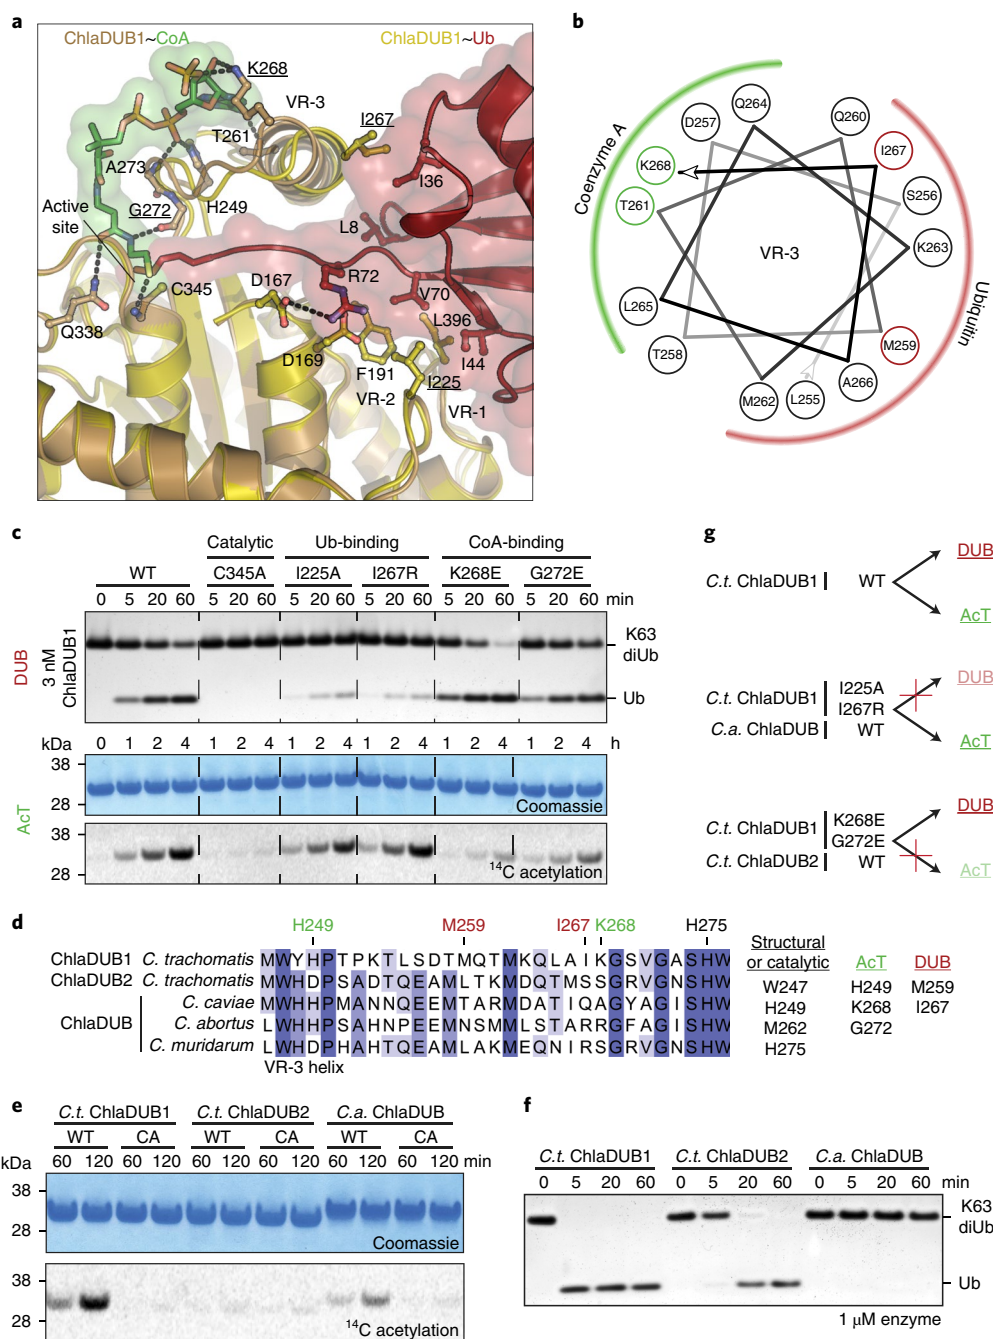 a
ChlaDUB1~CoA
ChlaDUB1~Ub
K268
VR-3
T261
I267
A273
I36
Active
site
G272
H249
L8
D167
R72
C345
V70
Q338
L396
D169
F191
I44
I225
VR-2
VR-1
b
Coenzyme A
Ubiquitin
Q264
Q260
D257
I267
K268
S256
T261
VR-3
K263
L265
M259
T258
A266
M262
L255
c
Catalytic
Ub-binding
CoA-binding
WT
C345A
I225A
I267R
K268E
G272E
0 5 20 60 5 20 60 5 20 60 5 20 60 5 20 60 5 20 60 min
DUB
3 nM
ChlaDUB1
K63
diUb
Ub
kDa
0 1 2 4 1 2 4 1 2 4 1 2 4 1 2 4 1 2 4 h
AcT
38
28
Coomassie
38
28
14C acetylation
g
C.t. ChlaDUB1 WT
DUB
AcT
C.t. ChlaDUB1 I225A
I267R
C.a. ChlaDUB WT
DUB
AcT
C.t. ChlaDUB1 K268E
G272E
C.t. ChlaDUB2 WT
DUB
AcT
d
H249 M259 I267 K268 H275
ChlaDUB1 C. trachomatis MWYHPTPKTLSDTMQTMKQLAIKGSVGASHW
ChlaDUB2 C. trachomatis MWHDPSADTQEAMLTKMDQTMSSGRVGNSHW
ChlaDUB
C. caviae MWHHPMANNQEEMTARMDATIQAGYAGISHW
C. abortus LWHHPSAHNPEEMNSMMLSTARRGFAGISHW
C. muridarum MWHDPHAHTQEAMLAKMEQNIRSGRVGNSHW
VR-3 helix
Structural
or catalytic AcT DUB
W247 H249 M259
H249 K268 I267
M262 G272
H275
e
C.t. ChlaDUB1 C.t. ChlaDUB2 C.a. ChlaDUB
WT CA WT CA WT CA
kDa 60 120 60 120 60 120 60 120 60 120 60 120 min
38
28
Coomassie
38
28
14C acetylation
f
C.t. ChlaDUB1 C.t. ChlaDUB2 C.a. ChlaDUB
0 5 20 60 0 5 20 60 0 5 20 60 min
K63
diUb
Ub
1 μM enzyme